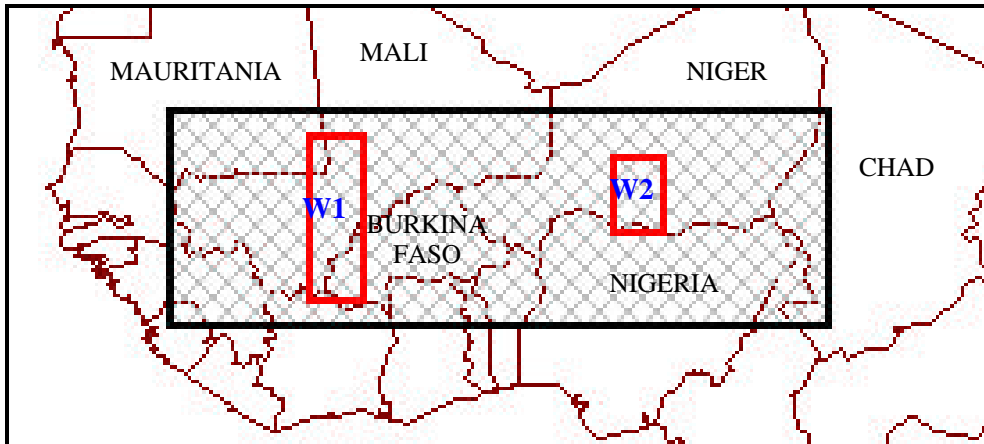 MALI
MAURITANIA
NIGER
CHAD
W2
W1
BURKINA
FASO
NIGERIA